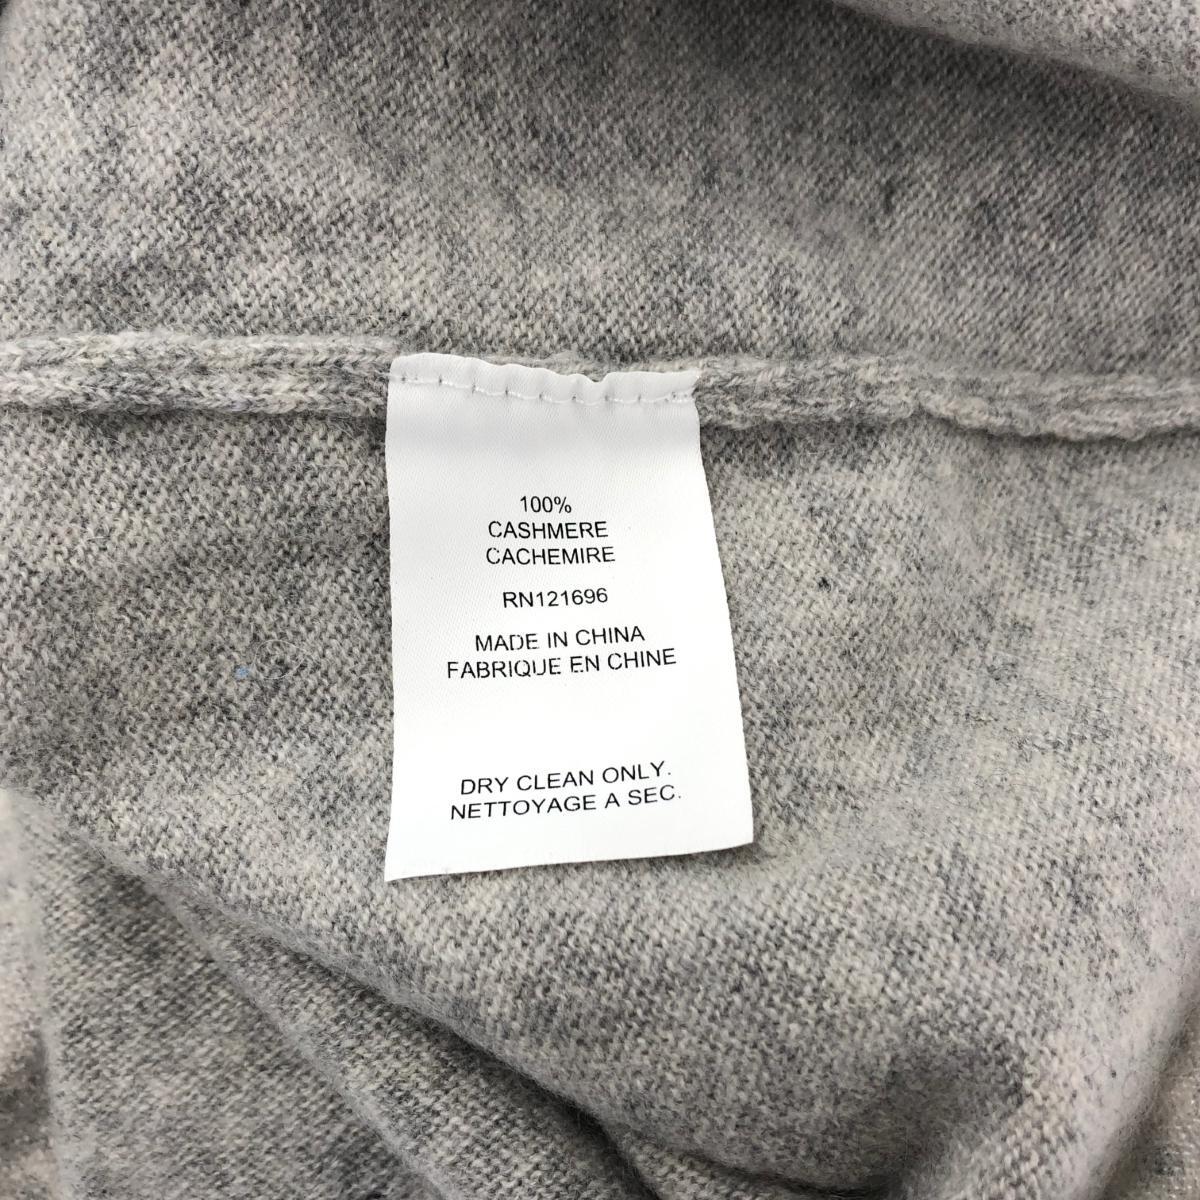 100%
CASHMERE
CACHEMIRE
RN121696
MADE IN CHINA
FABRIQUE EN CHINE
DRY CLEAN ONLY.
NETTOYAGE A SEC.